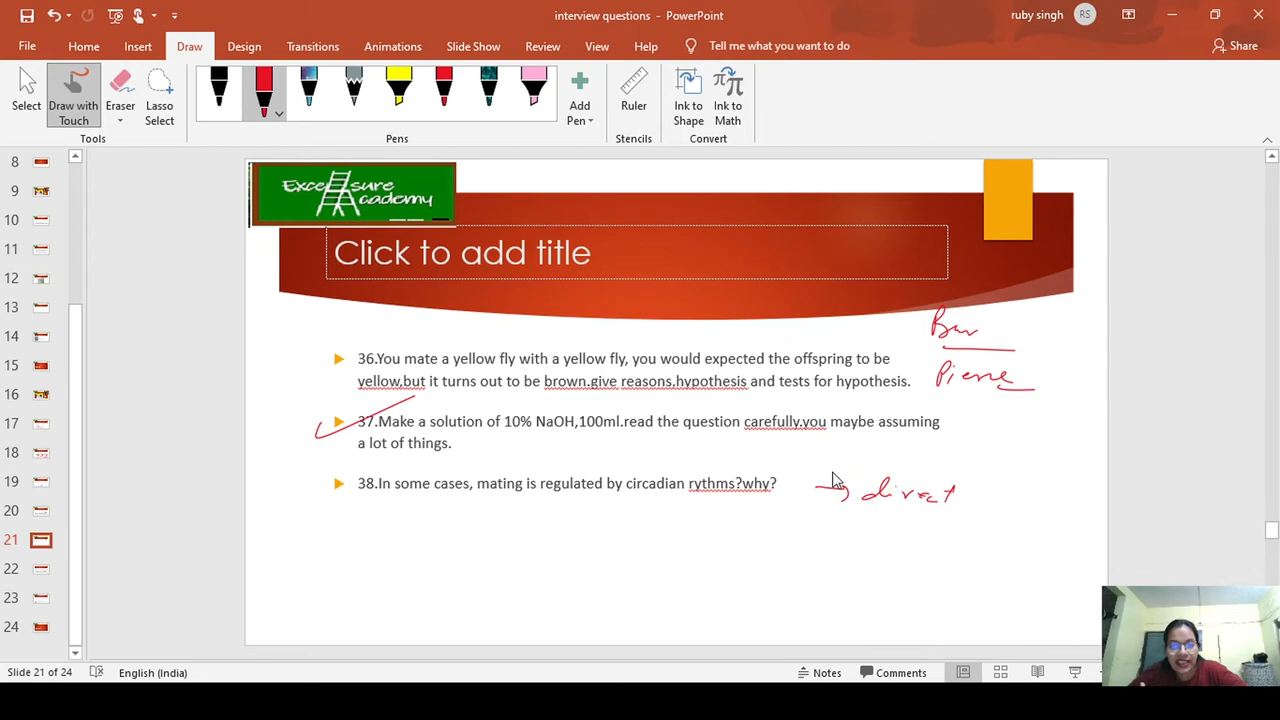 interview questions - PowerPoint
ruby singh
RS
File
Home
Insert
Draw
Design
Transitions
Animations
Slide Show
Review
View
Help
Tell me what you want to do
Share
Select
Draw with Touch
Eraser
Lasso Select
Add Pen
Ruler
Ink to Shape
Ink to Math
Tools
Pens
Stencils
Convert
8
9
10
11
12
13
14
15
16
17
18
19
20
21
22
23
24
Excel sure
Academy
Click to add title
36.You mate a yellow fly with a yellow fly, you would expected the offspring to be
yellow,but it turns out to be brown.give reasons,hypothesis and tests for hypothesis.
37.Make a solution of 10% NaOH,100ml.read the question carefully,you maybe assuming
a lot of things.
38.In some cases, mating is regulated by circadian rythms?why?
direct
Slide 21 of 24
English (India)
Notes
Comments